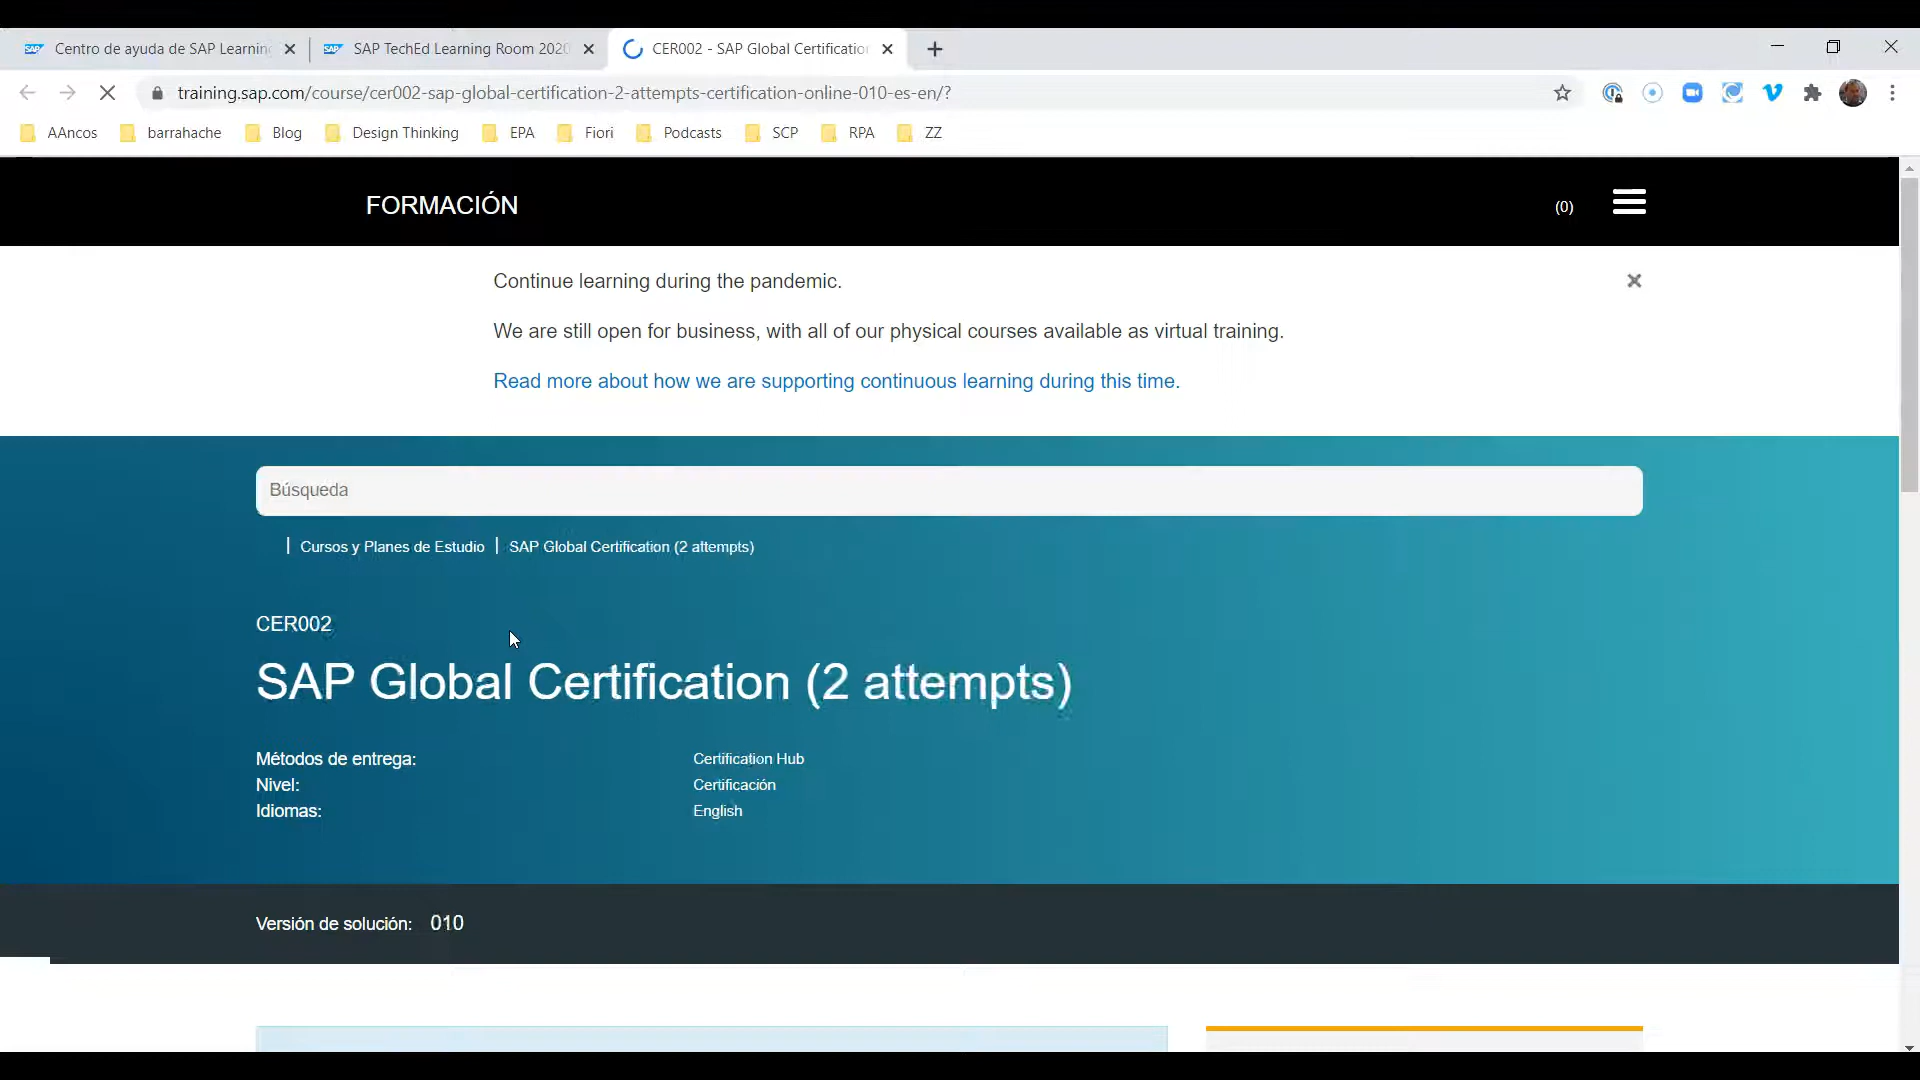 Centro de ayuda de SAP Learnin
SAP TechEd Learning Room 2020
CER002 - SAP Global Certificatio
training.sap.com/course/cer002-sap-global-certification-2-attempts-certification-online-010-es-en/?
AAncos
barrahache
Blog
Design Thinking
EPA
Fiori
Podcasts
SCP
RPA
ZZ
FORMACIÓN
(0)
Continue learning during the pandemic.
We are still open for business, with all of our physical courses available as virtual training.
Read more about how we are supporting continuous learning during this time.
Búsqueda
| Cursos y Planes de Estudio | SAP Global Certification (2 attempts)
CER002
SAP Global Certification (2 attempts)
Métodos de entrega: Certification Hub
Nivel: Certificación
Idiomas: English
Versión de solución: 010